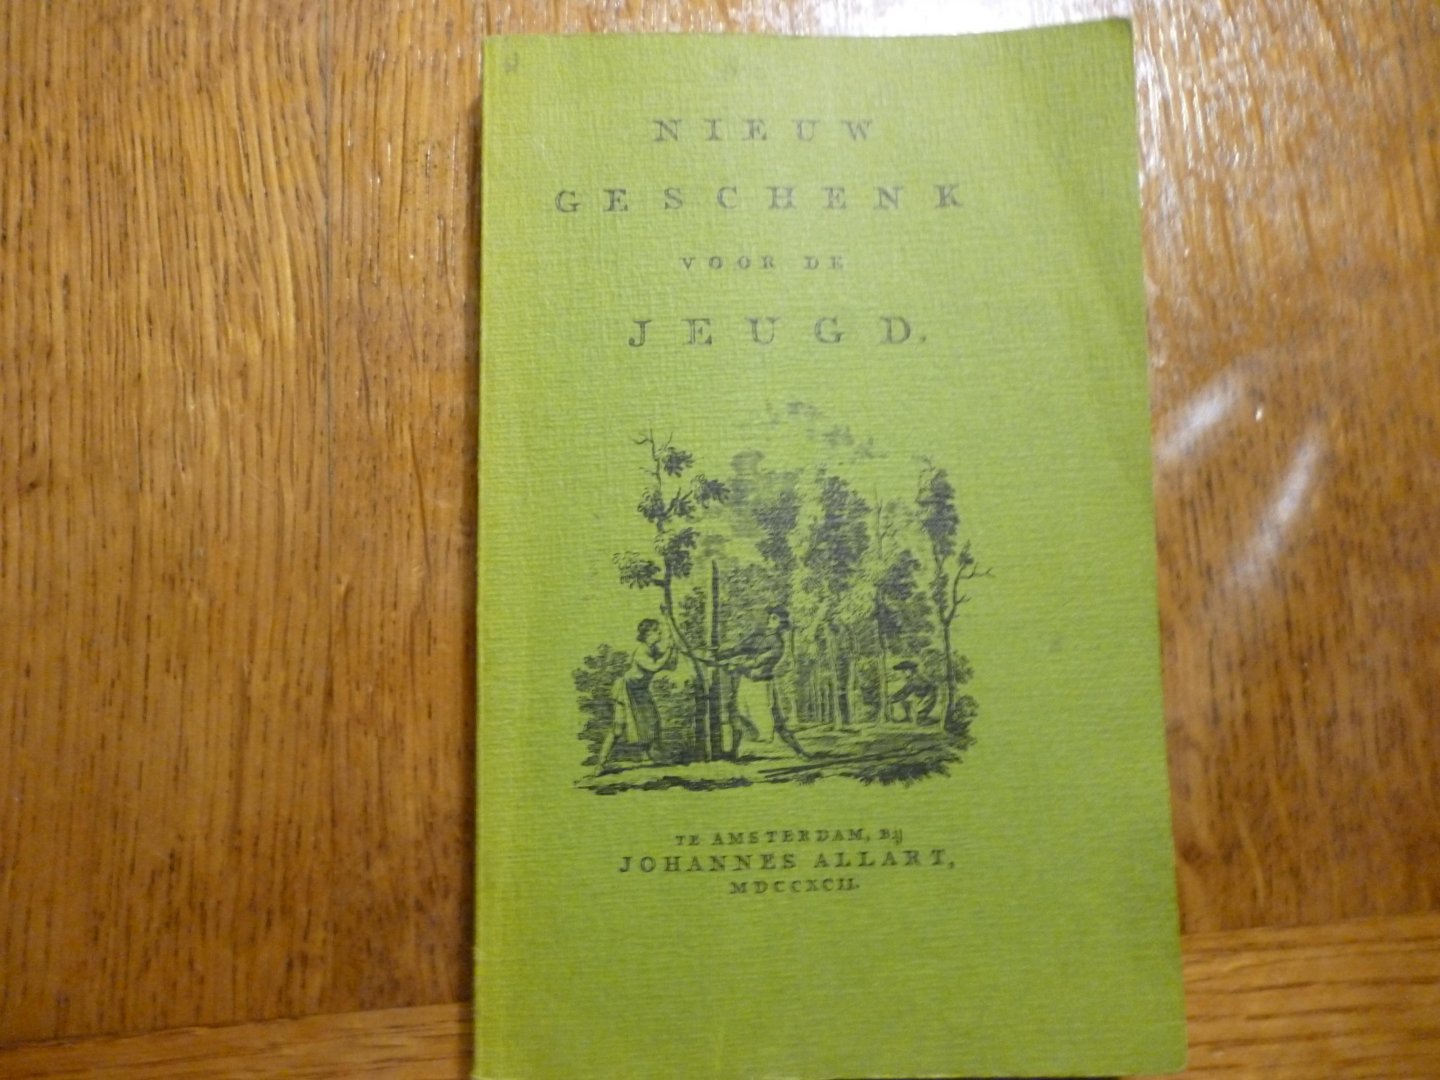 NIEUW
GESCHENK
VOOR DE
JEUGD.
TE AMSTERDAM, Bij
JOHANNES ALLART,
MDCCXCII.